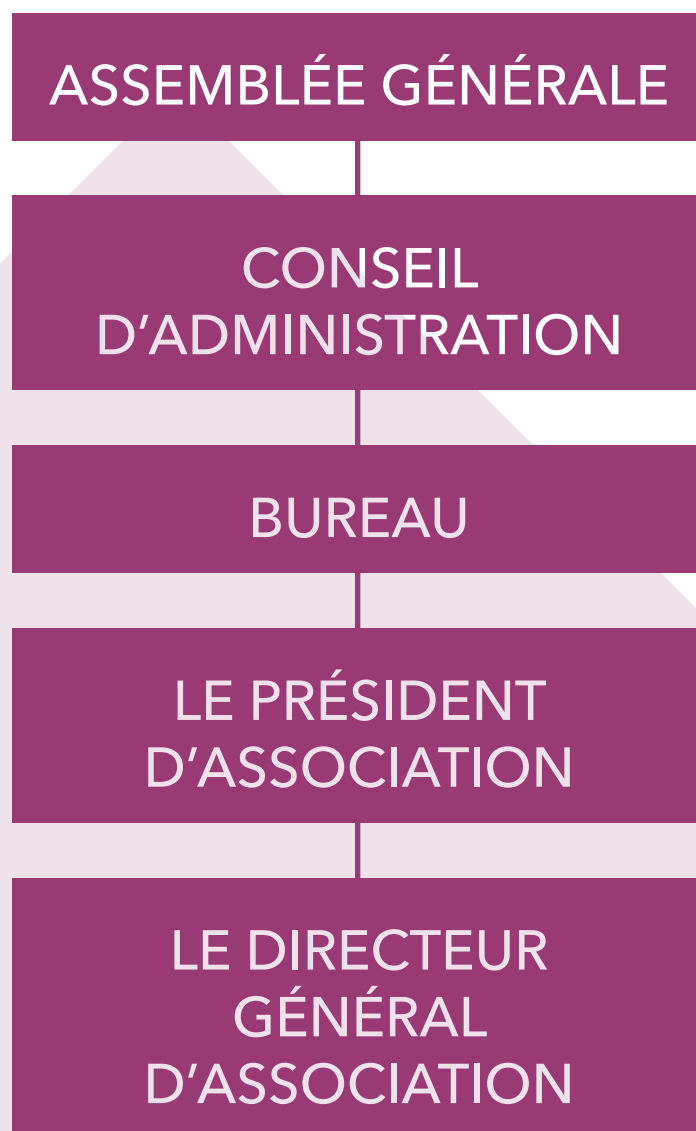 ASSEMBLÉE GÉNÉRALE
CONSEIL
D’ADMINISTRATION
BUREAU
LE PRÉSIDENT
D’ASSOCIATION
LE DIRECTEUR
GÉNÉRAL
D’ASSOCIATION